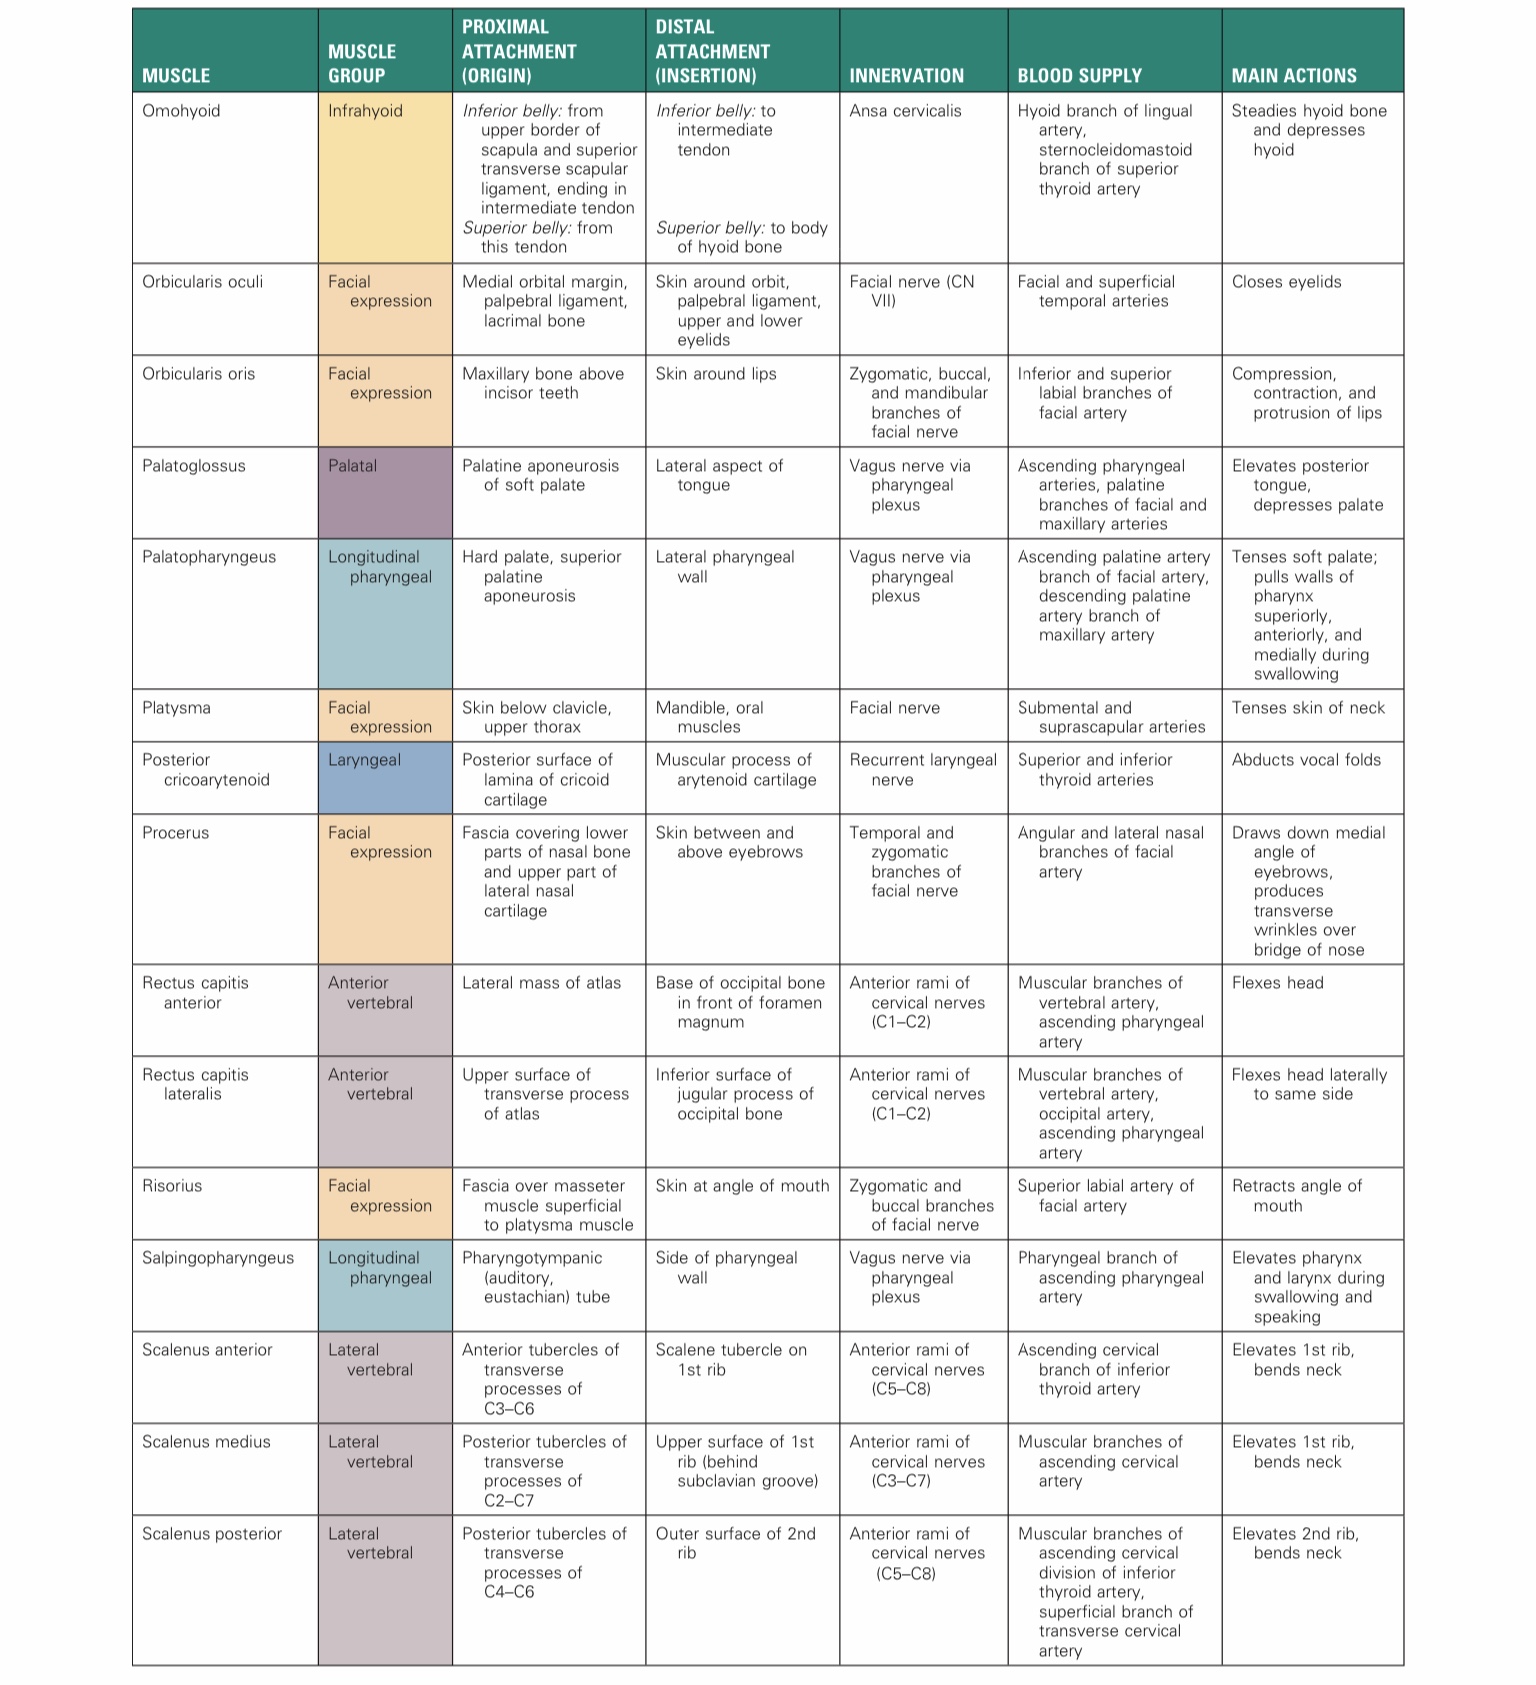 MUSCLE
MUSCLE
GROUP
PROXIMAL
ATTACHMENT
(ORIGIN)
DISTAL
ATTACHMENT
(INSERTION)
INNERVATION
BLOOD SUPPLY
MAIN ACTIONS
Omohyoid
Infrahyoid
Inferior belly: from
upper border of
scapula and superior
transverse scapular
ligament, ending in
intermediate tendon
Superior belly: from
this tendon
Inferior belly: to
intermediate
tendon
Superior belly: to body
of hyoid bone
Ansa cervicalis
Hyoid branch of lingual
artery,
sternocleidomastoid
branch of superior
thyroid artery
Steadies hyoid bone
and depresses
hyoid
Orbicularis oculi
Facial
expression
Medial orbital margin,
palpebral ligament,
lacrimal bone
Skin around orbit,
palpebral ligament,
upper and lower
eyelids
Facial nerve (CN
VII)
Facial and superficial
temporal arteries
Closes eyelids
Orbicularis oris
Facial
expression
Maxillary bone above
incisor teeth
Skin around lips
Zygomatic, buccal,
and mandibular
branches of
facial nerve
Inferior and superior
labial branches of
facial artery
Compression,
contraction, and
protrusion of lips
Palatoglossus
Palatal
Palatine aponeurosis
of soft palate
Lateral aspect of
tongue
Vagus nerve via
pharyngeal
plexus
Ascending pharyngeal
arteries, palatine
branches of facial and
maxillary arteries
Elevates posterior
tongue,
depresses palate
Palatopharyngeus
Longitudinal
pharyngeal
Hard palate, superior
palatine
aponeurosis
Lateral pharyngeal
wall
Vagus nerve via
pharyngeal
plexus
Ascending palatine artery
branch of facial artery,
descending palatine
artery branch of
maxillary artery
Tenses soft palate;
pulls walls of
pharynx
superiorly,
anteriorly, and
medially during
swallowing
Platysma
Facial
expression
Skin below clavicle,
upper thorax
Mandible, oral
muscles
Facial nerve
Submental and
suprascapular arteries
Tenses skin of neck
Posterior
cricoarytenoid
Laryngeal
Posterior surface of
lamina of cricoid
cartilage
Muscular process of
arytenoid cartilage
Recurrent laryngeal
nerve
Superior and inferior
thyroid arteries
Abducts vocal folds
Procerus
Facial
expression
Fascia covering lower
parts of nasal bone
and upper part of
lateral nasal
cartilage
Skin between and
above eyebrows
Temporal and
zygomatic
branches of
facial nerve
Angular and lateral nasal
branches of facial
artery
Draws down medial
angle of
eyebrows,
produces
transverse
wrinkles over
bridge of nose
Rectus capitis
anterior
Anterior
vertebral
Lateral mass of atlas
Base of occipital bone
in front of foramen
magnum
Anterior rami of
cervical nerves
(C1–C2)
Muscular branches of
vertebral artery,
ascending pharyngeal
artery
Flexes head
Rectus capitis
lateralis
Anterior
vertebral
Upper surface of
transverse process
of atlas
Inferior surface of
jugular process of
occipital bone
Anterior rami of
cervical nerves
(C1–C2)
Muscular branches of
vertebral artery,
occipital artery,
ascending pharyngeal
artery
Flexes head laterally
to same side
Risorius
Facial
expression
Fascia over masseter
muscle superficial
to platysma muscle
Skin at angle of mouth
Zygomatic and
buccal branches
of facial nerve
Superior labial artery of
facial artery
Retracts angle of
mouth
Salpingopharyngeus
Longitudinal
pharyngeal
Pharyngotympanic
(auditory,
eustachian) tube
Side of pharyngeal
wall
Vagus nerve via
pharyngeal
plexus
Pharyngeal branch of
ascending pharyngeal
artery
Elevates pharynx
and larynx during
swallowing and
speaking
Scalenus anterior
Lateral
vertebral
Anterior tubercles of
transverse
processes of
C3–C6
Scalene tubercle on
1st rib
Anterior rami of
cervical nerves
(C5–C8)
Ascending cervical
branch of inferior
thyroid artery
Elevates 1st rib,
bends neck
Scalenus medius
Lateral
vertebral
Posterior tubercles of
transverse
processes of
C2–C7
Upper surface of 1st
rib (behind
subclavian groove)
Anterior rami of
cervical nerves
(C3–C7)
Muscular branches of
ascending cervical
artery
Elevates 1st rib,
bends neck
Scalenus posterior
Lateral
vertebral
Posterior tubercles of
transverse
processes of
C4–C6
Outer surface of 2nd
rib
Anterior rami of
cervical nerves
(C5–C8)
Muscular branches of
ascending cervical
division of inferior
thyroid artery,
superficial branch of
transverse cervical
artery
Elevates 2nd rib,
bends neck